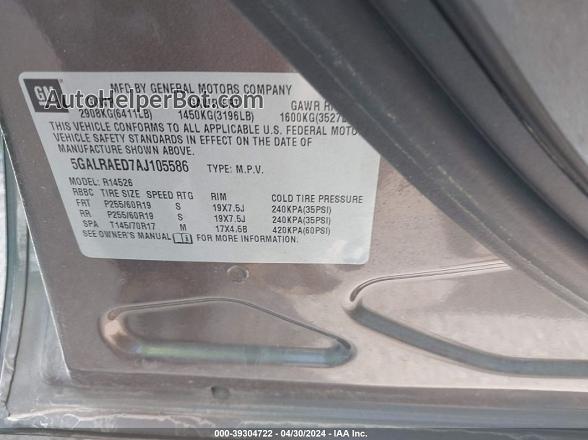 GM MFD BY GENERAL MOTORS COMPANY
AutoHelperBot.com
GAWR
2908KG(6411LB) 1450KG(3196LB) 1600KG(3527
THIS VEHICLE CONFORMS TO ALL APPLICABLE U.S. FEDERAL MOTOR
VEHICLE SAFETY STANDARDS IN EFFECT ON THE DATE OF
MANUFACTURE SHOWN ABOVE.
5GALRAED7AJ105586 TYPE: M.P.V.
MODEL: R14526
RBBC TIRE SIZE SPEED RTG RIM COLD TIRE PRESSURE
FRT P255/60R19 S 19X7.5J 240KPA(35PSI)
RR P255/60R19 S 19X7.5J 240KPA(35PSI)
SPA T145/70R17 M 17X4.5B 420KPA(60PSI)
SEE OWNER'S MANUAL FOR MORE INFORMATION.
000-39304722 - 04/30/2024 - IAA Inc.